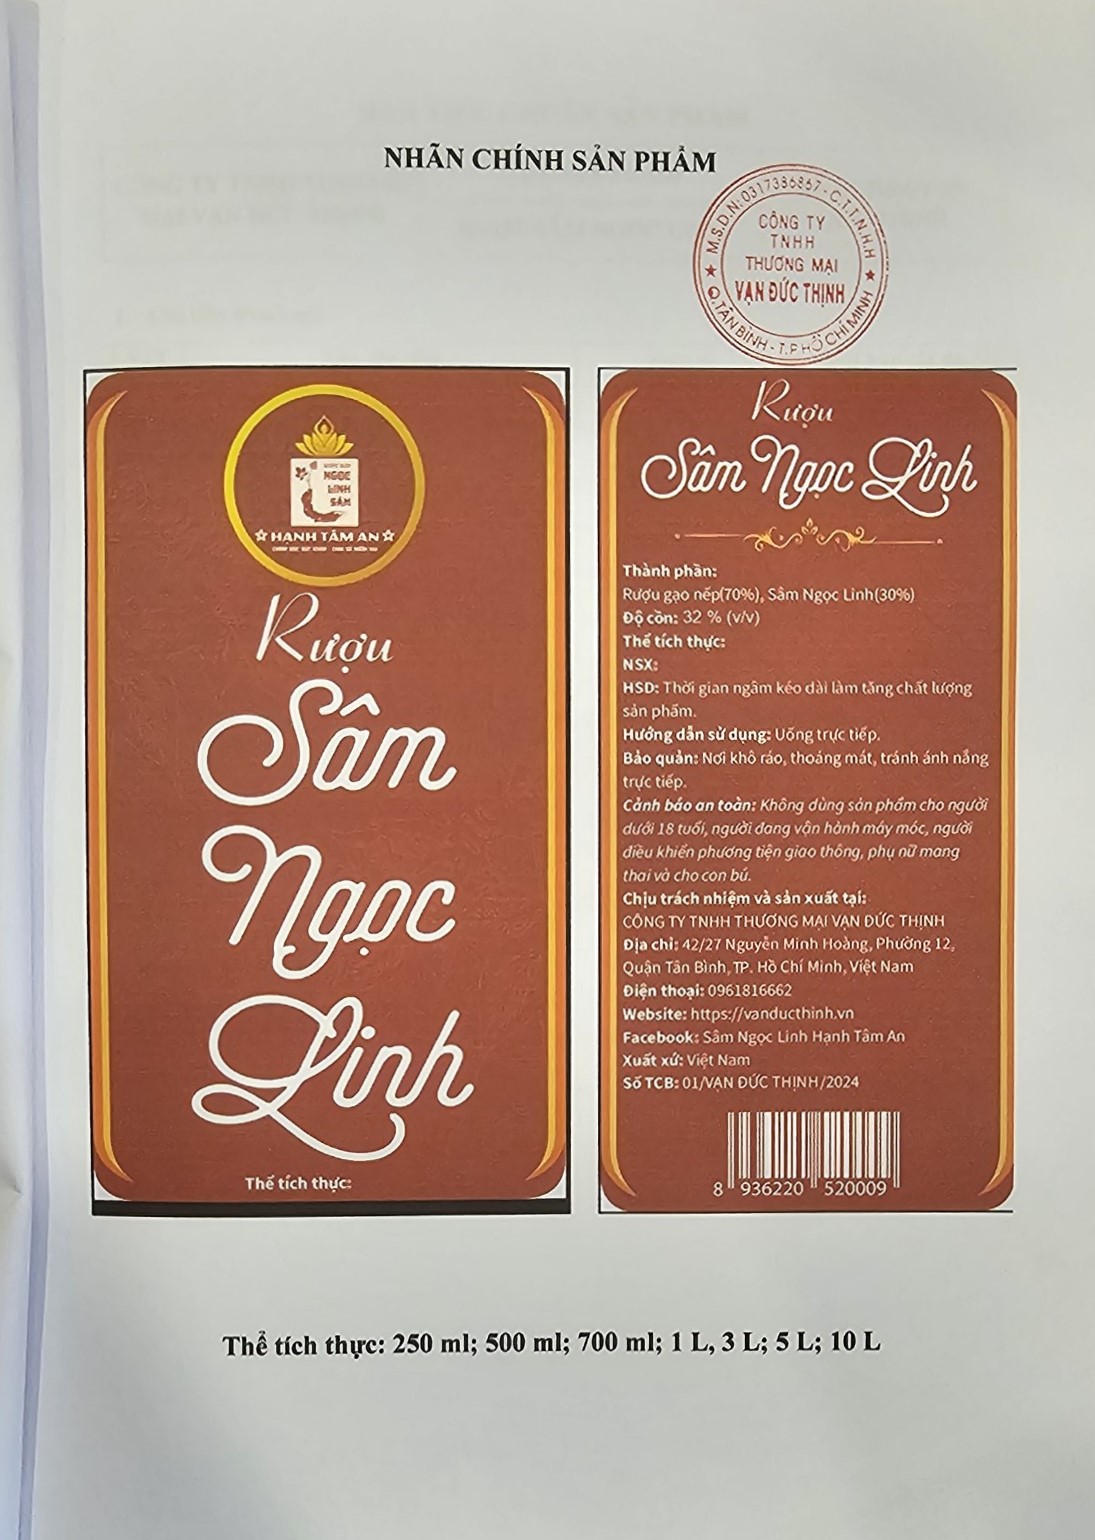 NHÃN CHÍNH SẢN PHẨM
M.S.D.N: 0317386867 - C.T.T.N.H.H
CÔNG TY
TNHH
THƯƠNG MẠI
VẠN ĐỨC THỊNH
Q.TÂN BÌNH - T.P HỒ CHÍ MINH
NGỌC
LINH
SÂM
HẠNH TÂM AN
Rượu
Sâm
Ngọc
Linh
Thể tích thực:
Rượu
Sâm Ngọc Linh
Thành phần:
Rượu gạo nếp(70%), Sâm Ngọc Linh(30%)
Độ cồn: 32 % (v/v)
Thể tích thực:
NSX:
HSD: Thời gian ngâm kéo dài làm tăng chất lượng
sản phẩm.
Hướng dẫn sử dụng: Uống trực tiếp.
Bảo quản: Nơi khô ráo, thoáng mát, tránh ánh nắng
trực tiếp.
Cảnh báo an toàn: Không dùng sản phẩm cho người
dưới 18 tuổi, người đang vận hành máy móc, người
điều khiển phương tiện giao thông, phụ nữ mang
thai và cho con bú.
Chịu trách nhiệm và sản xuất tại:
CÔNG TY TNHH THƯƠNG MẠI VẠN ĐỨC THỊNH
Địa chỉ: 42/27 Nguyễn Minh Hoàng, Phường 12,
Quận Tân Bình, TP. Hồ Chí Minh, Việt Nam
Điện thoại: 0961816662
Website: https://vanducthinh.vn
Facebook: Sâm Ngọc Linh Hạnh Tâm An
Xuất xứ: Việt Nam
Số TCB: 01/VẠN ĐỨC THỊNH/2024
8 936220 520009
Thể tích thực: 250 ml; 500 ml; 700 ml; 1 L, 3 L; 5 L; 10 L